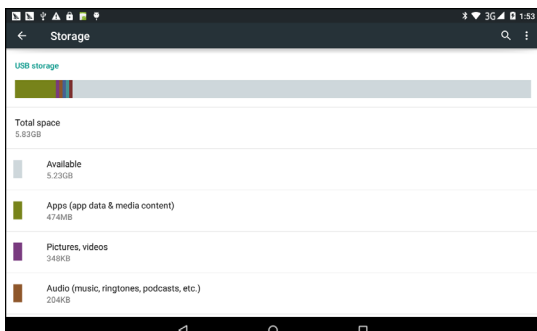 3G 1:53
Storage
USB storage
Total space
5.83GB
Available
5.23GB
Apps (app data & media content)
474MB
Pictures, videos
348KB
Audio (music, ringtones, podcasts, etc.)
204KB